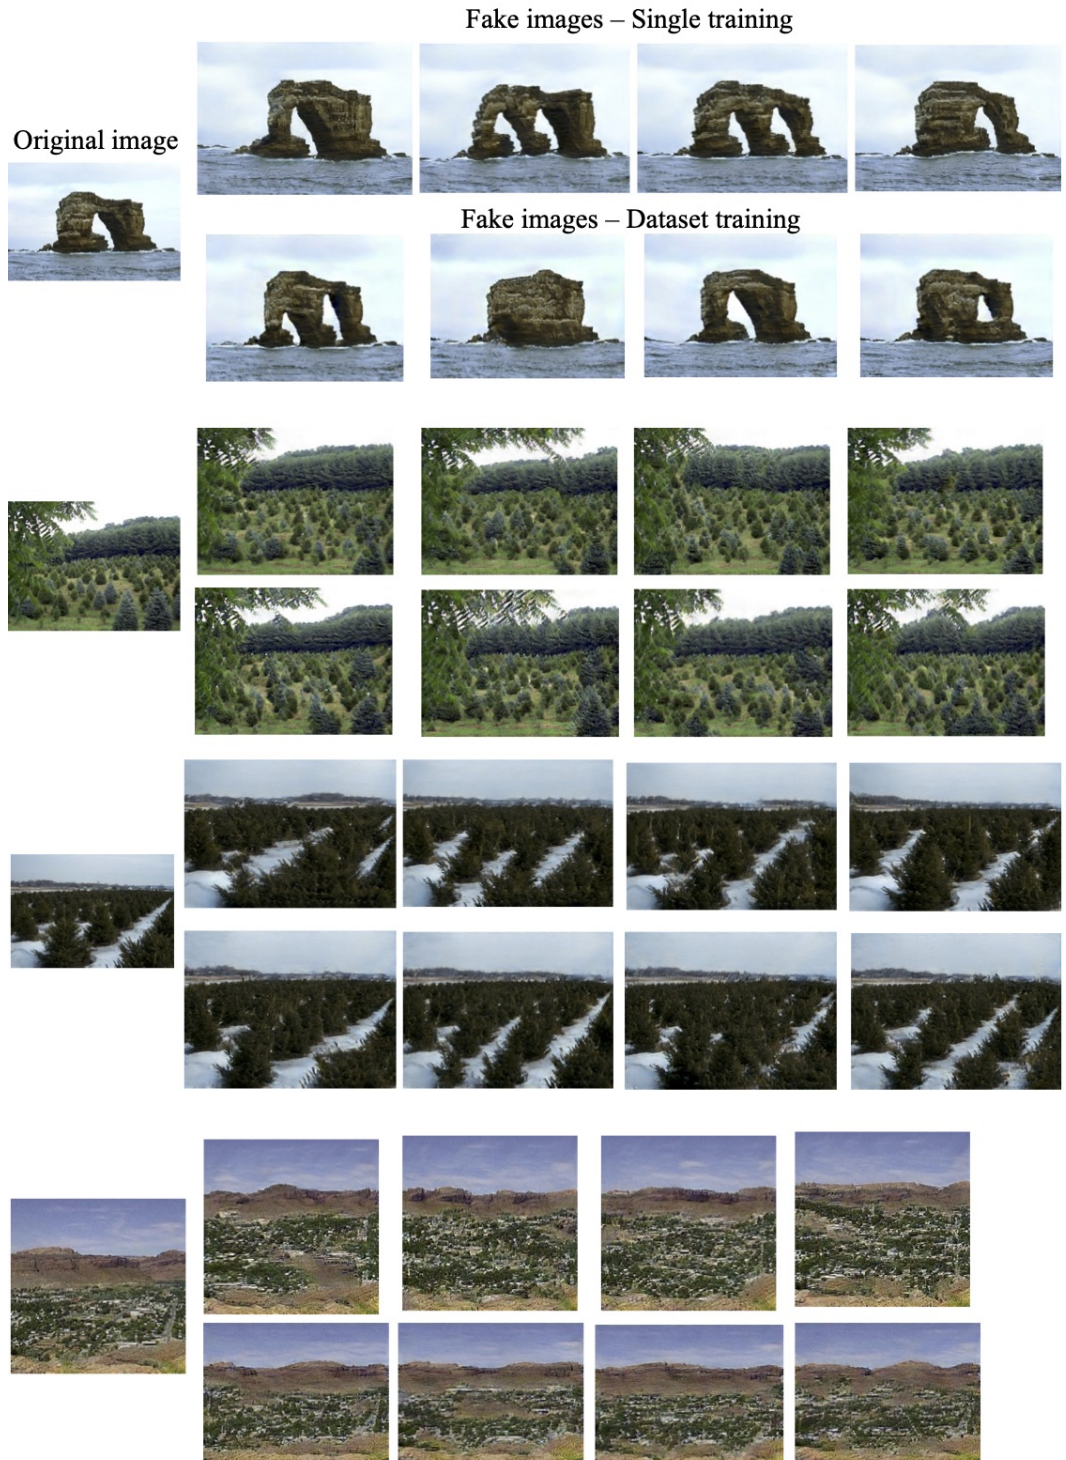 Fake images – Single training
Original image
Fake images – Dataset training